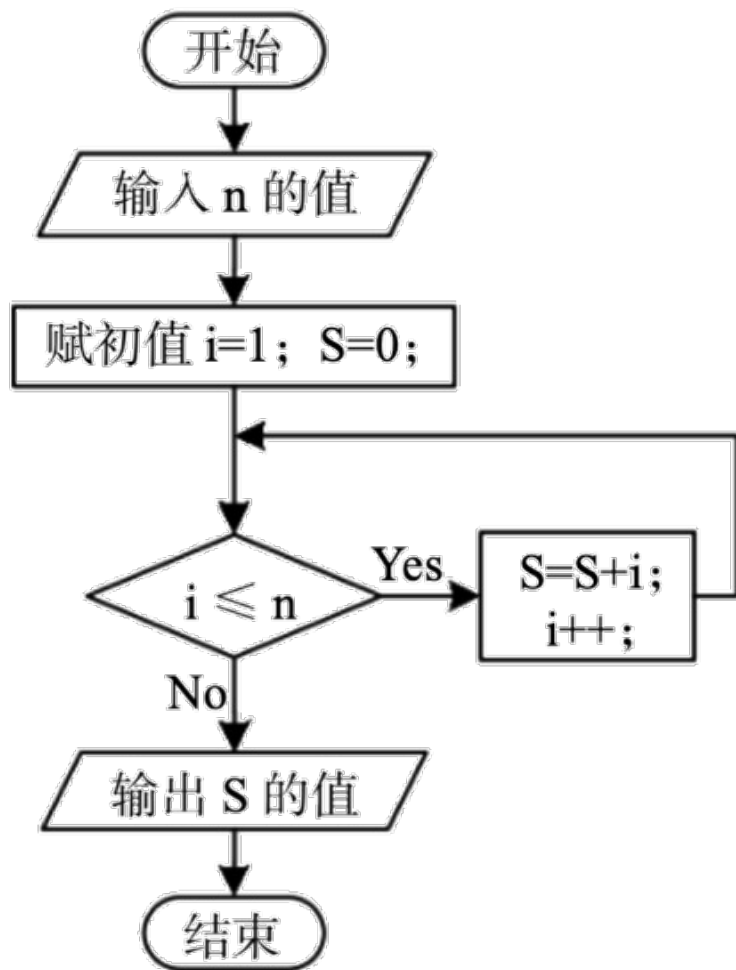 开始
输入 n 的值
赋初值 i=1；S=0；
i ≤ n
Yes
S=S+i；
i++；
No
输出 S 的值
结束